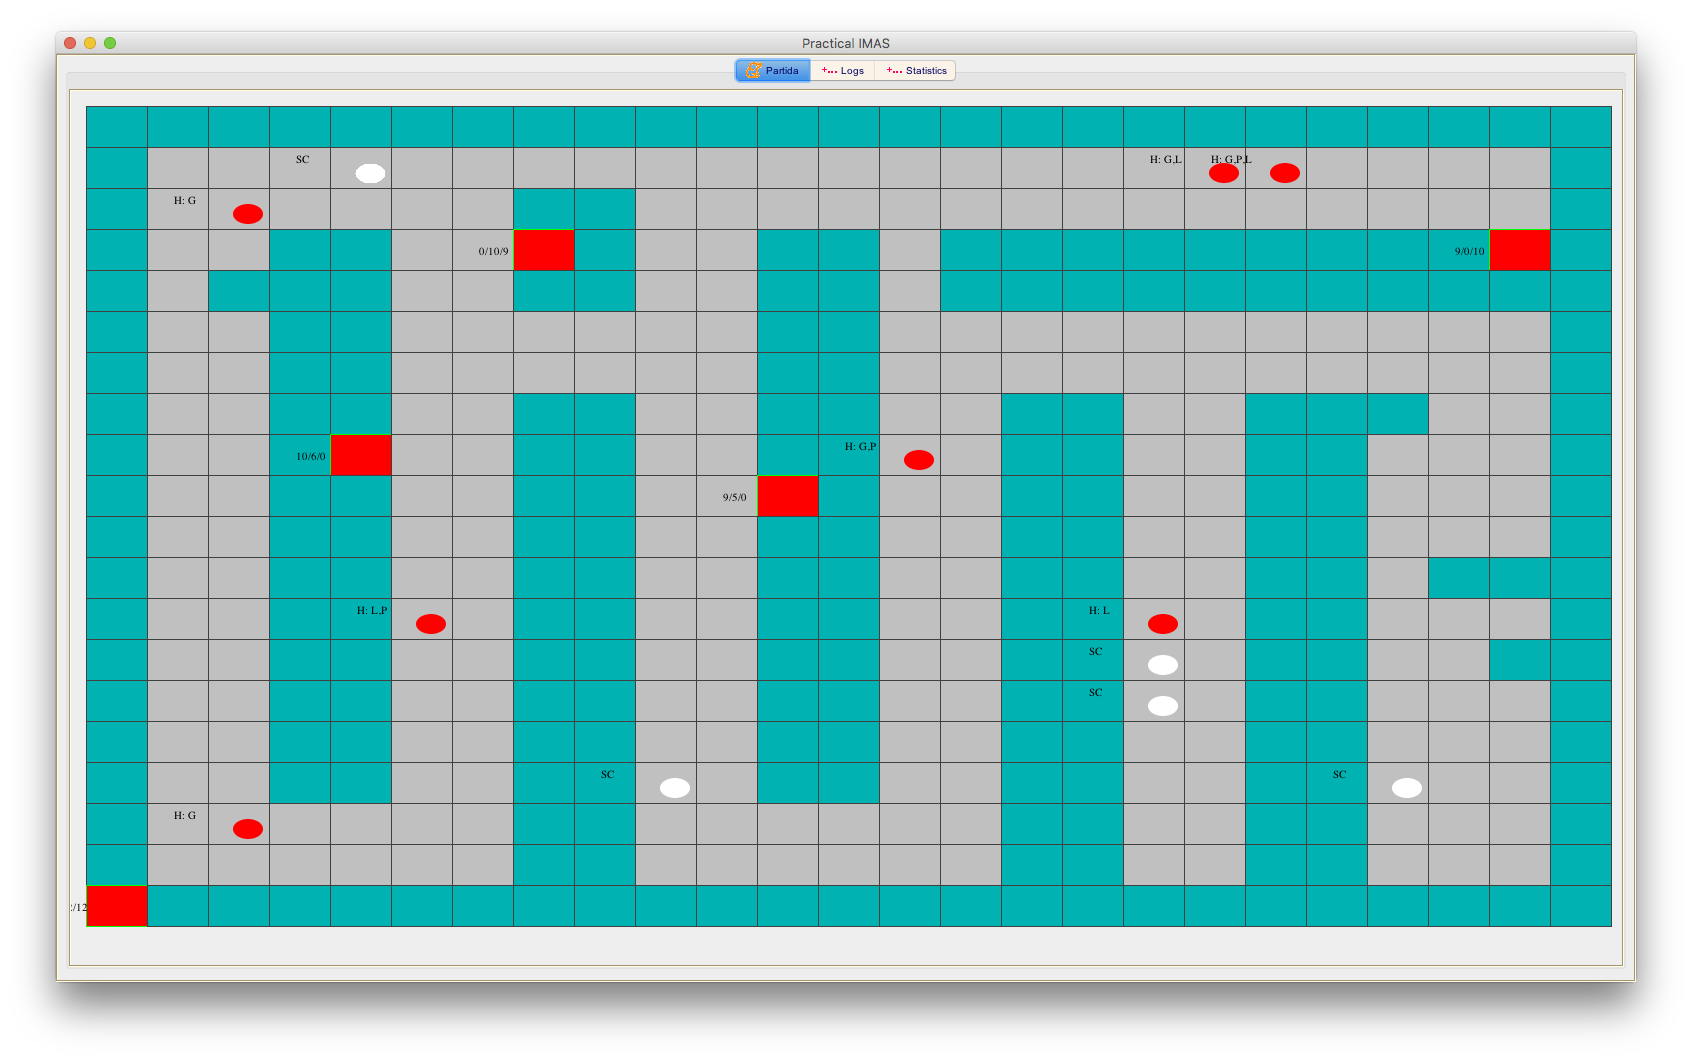 Practical IMAS
Partida
Logs
Statistics
SC
H: G,L
H: G,P,L
H: G
0/10/9
9/0/10
H: G,P
10/6/0
9/5/0
H: L,P
H: L
SC
SC
SC
SC
H: G
/12